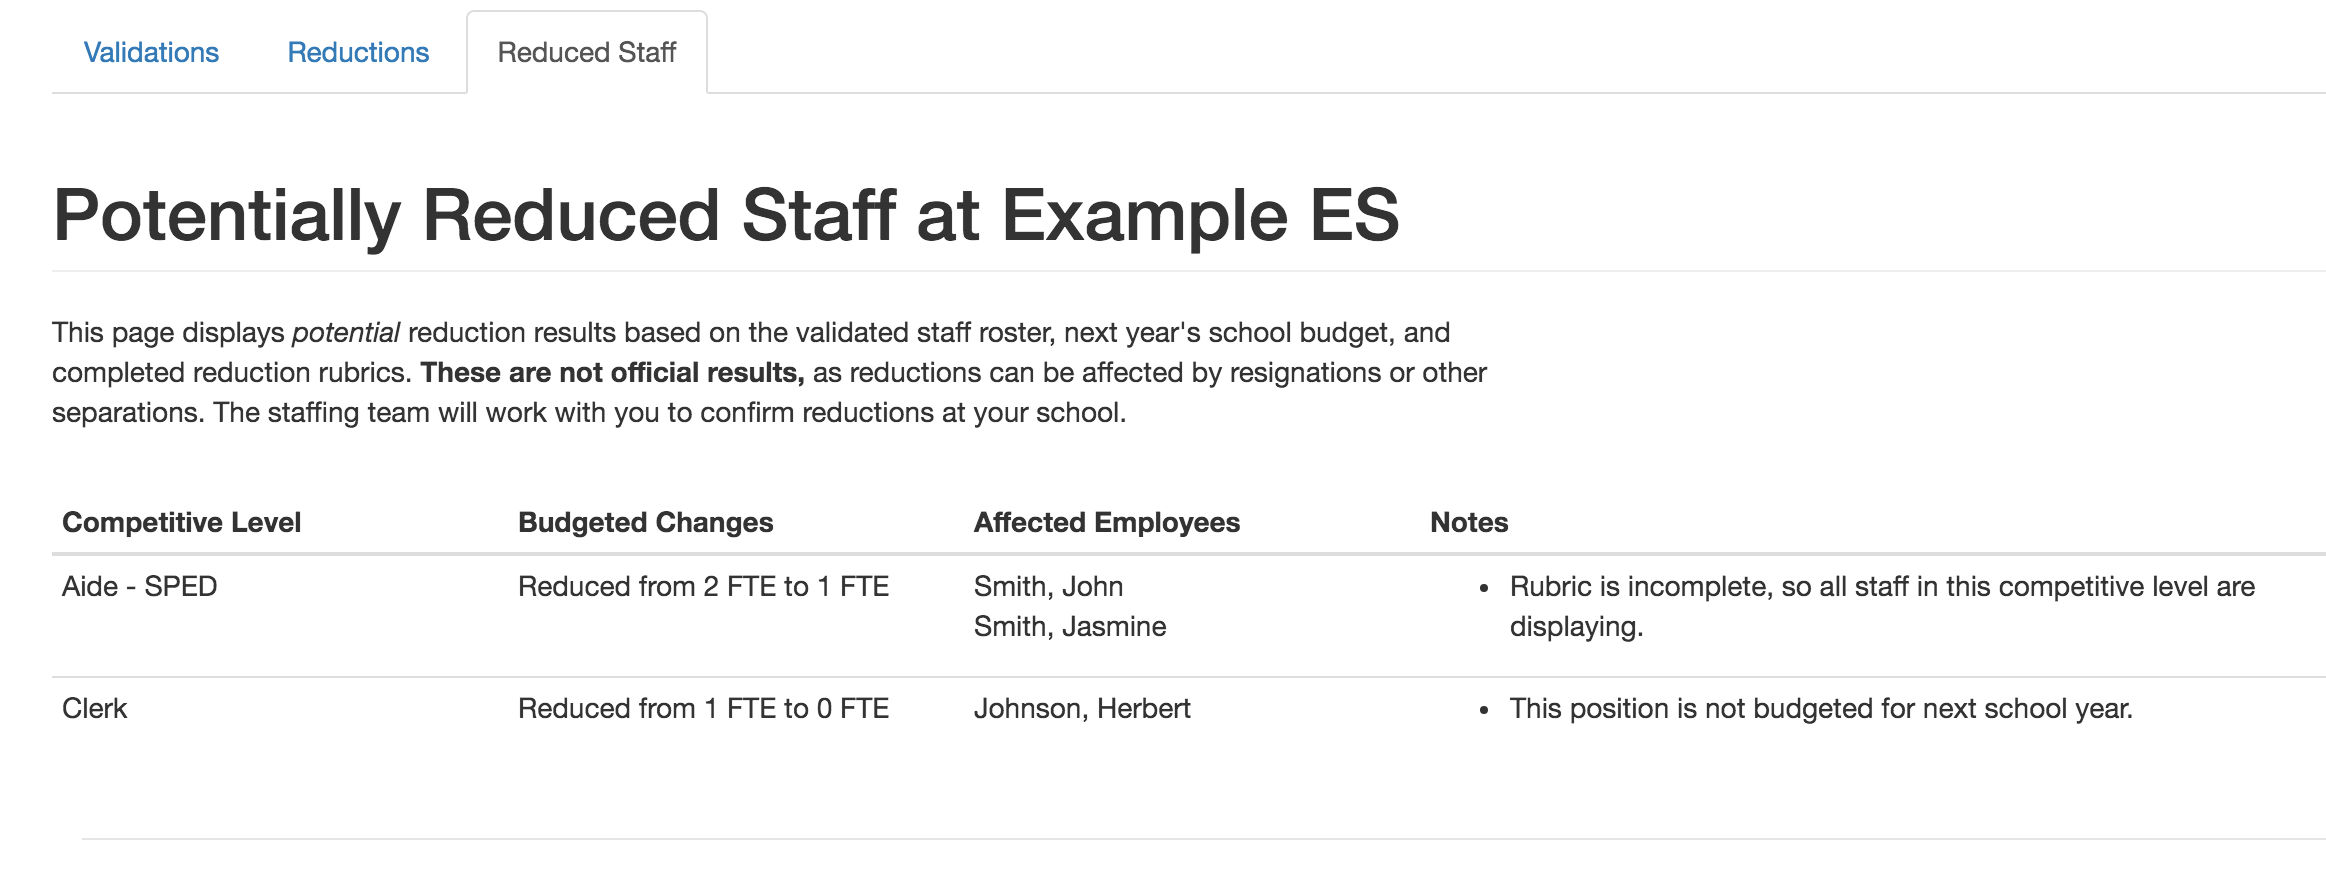 Validations Reductions Reduced Staff
Potentially Reduced Staff at Example ES
This page displays potential reduction results based on the validated staff roster, next year's school budget, and
completed reduction rubrics. These are not official results, as reductions can be affected by resignations or other
separations. The staffing team will work with you to confirm reductions at your school.
Competitive Level Budgeted Changes Affected Employees Notes
Aide - SPED Reduced from 2 FTE to 1 FTE Smith, John • Rubric is incomplete, so all staff in this competitive level are
Smith, Jasmine displaying.
Clerk Reduced from 1 FTE to 0 FTE Johnson, Herbert • This position is not budgeted for next school year.